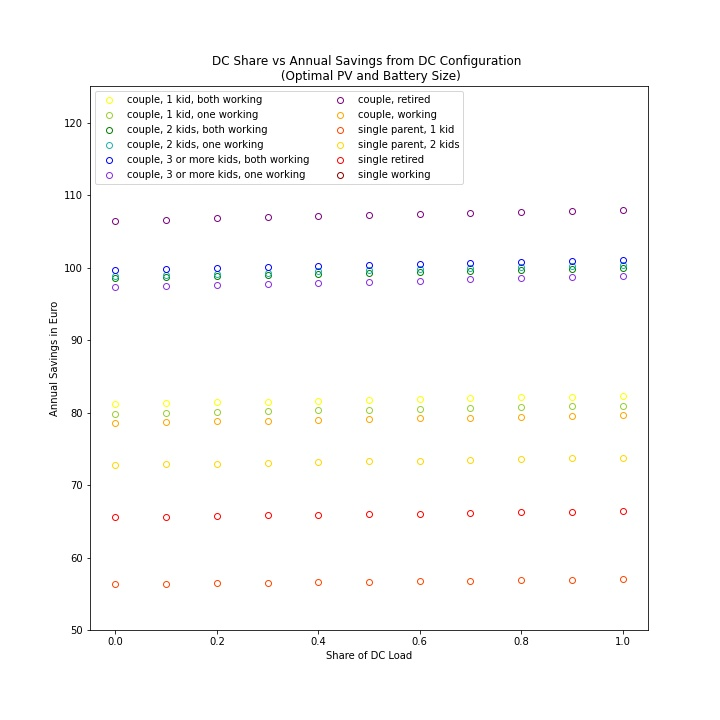 DC Share vs Annual Savings from DC Configuration
(Optimal PV and Battery Size)
couple, 1 kid, both working
couple, 1 kid, one working
couple, 2 kids, both working
couple, 2 kids, one working
couple, 3 or more kids, both working
couple, 3 or more kids, one working
couple, retired
couple, working
single parent, 1 kid
single parent, 2 kids
single retired
single working
Annual Savings in Euro
120
110
100
90
80
70
60
50
0.0 0.2 0.4 0.6 0.8 1.0
Share of DC Load